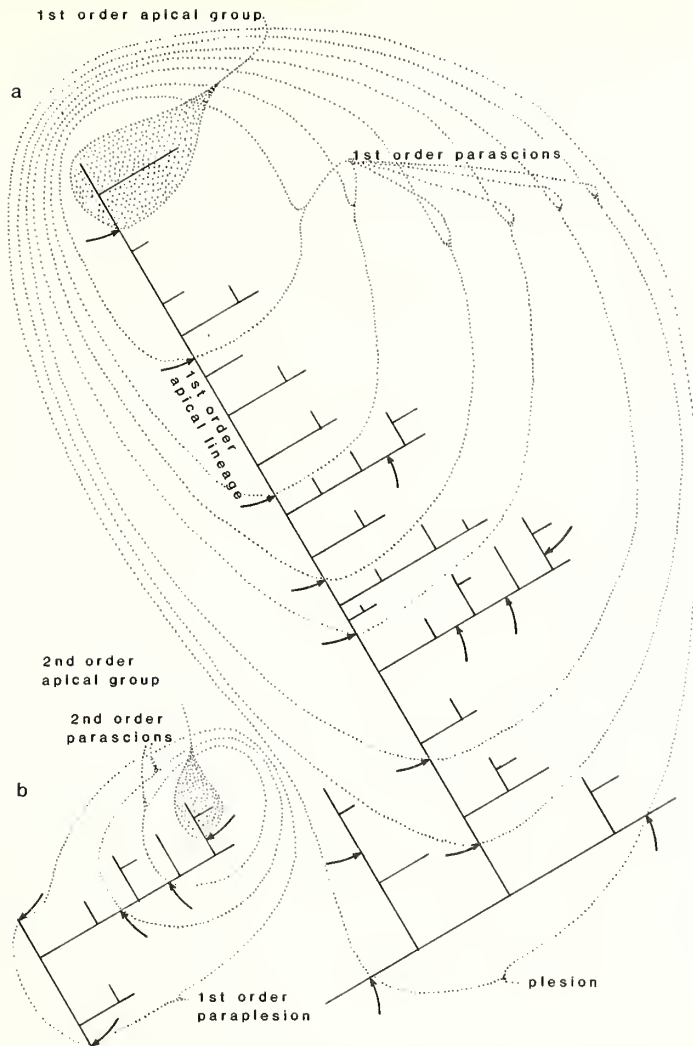 1st order apical group
a
1st order parascions
1st order
apical lineage
2nd order
apical group
2nd order
parascions
b
plesion
1st order
paraplesion